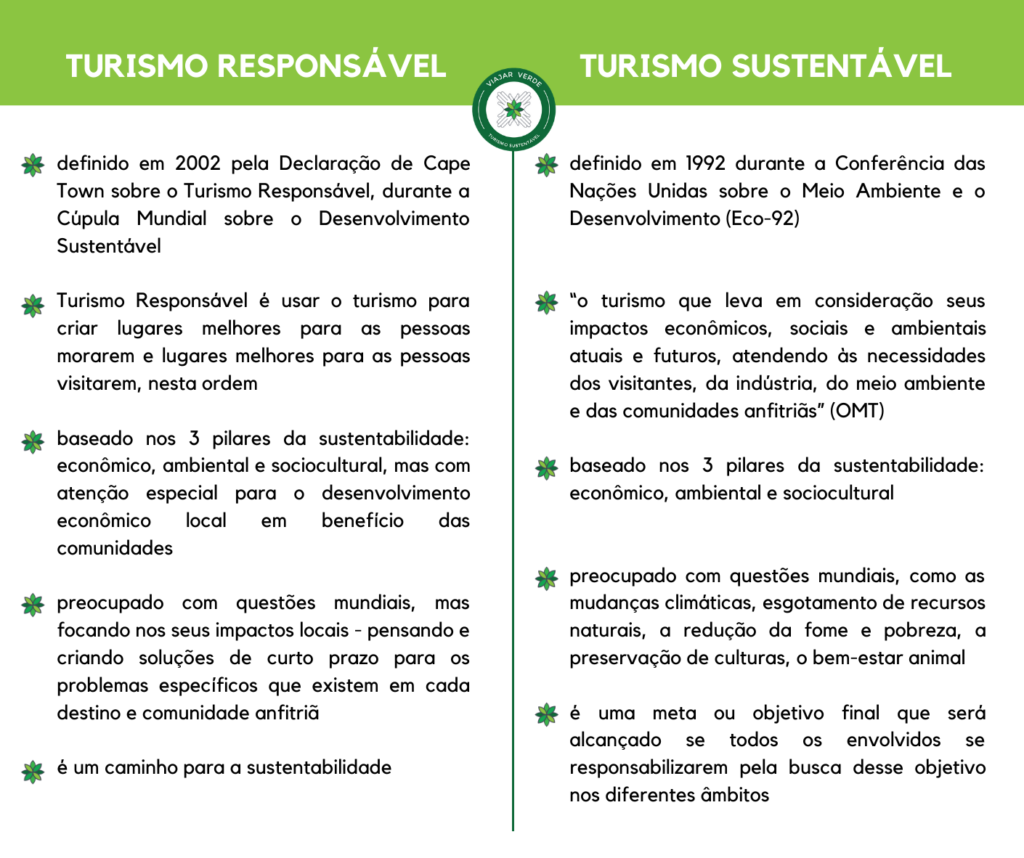 TURISMO RESPONSÁVEL
TURISMO SUSTENTÁVEL
VIAJAR VERDE
TURISMO SUSTENTÁVEL
definido em 2002 pela Declaração de Cape
Town sobre o Turismo Responsável, durante a
Cúpula Mundial sobre o Desenvolvimento
Sustentável
Turismo Responsável é usar o turismo para
criar lugares melhores para as pessoas
morarem e lugares melhores para as pessoas
visitarem, nesta ordem
baseado nos 3 pilares da sustentabilidade:
econômico, ambiental e sociocultural, mas com
atenção especial para o desenvolvimento
econômico local em benefício das
comunidades
preocupado com questões mundiais, mas
focando nos seus impactos locais - pensando e
criando soluções de curto prazo para os
problemas específicos que existem em cada
destino e comunidade anfitriã
é um caminho para a sustentabilidade
definido em 1992 durante a Conferência das
Nações Unidas sobre o Meio Ambiente e o
Desenvolvimento (Eco-92)
“o turismo que leva em consideração seus
impactos econômicos, sociais e ambientais
atuais e futuros, atendendo às necessidades
dos visitantes, da indústria, do meio ambiente
e das comunidades anfitriãs” (OMT)
baseado nos 3 pilares da sustentabilidade:
econômico, ambiental e sociocultural
preocupado com questões mundiais, como as
mudanças climáticas, esgotamento de recursos
naturais, a redução da fome e pobreza, a
preservação de culturas, o bem-estar animal
é uma meta ou objetivo final que será
alcançado se todos os envolvidos se
responsabilizarem pela busca desse objetivo
nos diferentes âmbitos